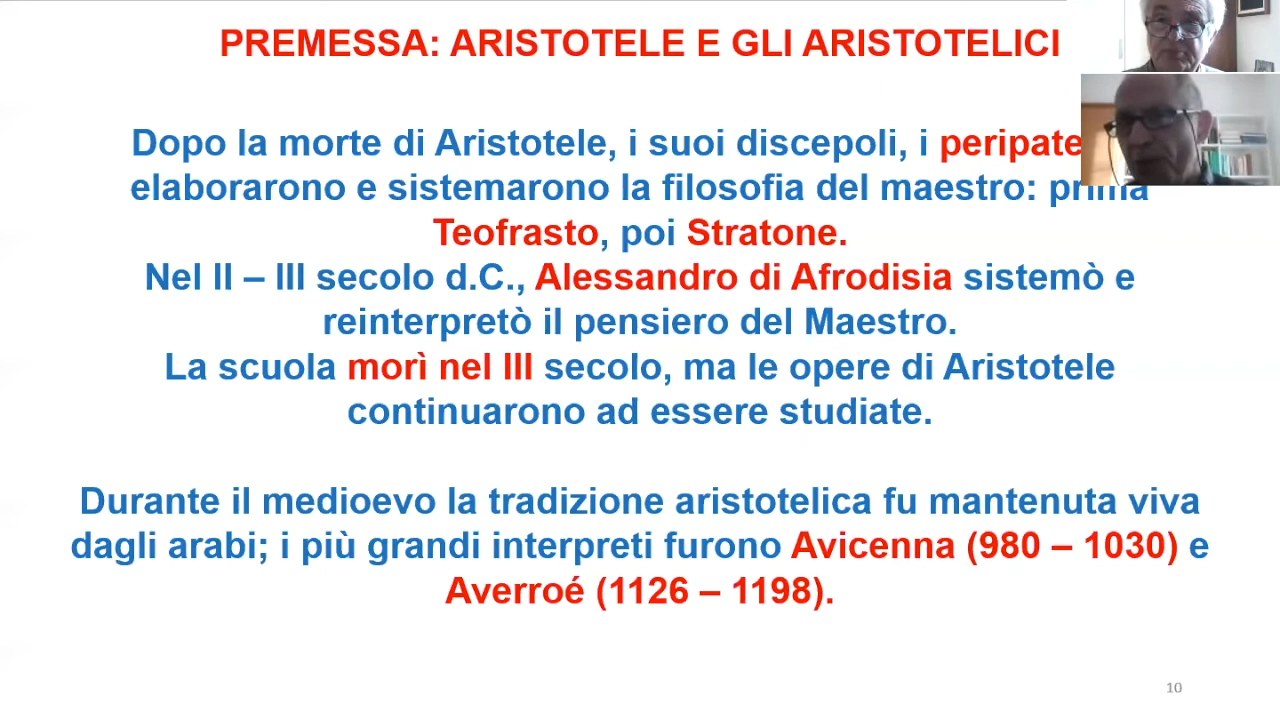 PREMESSA: ARISTOTELE E GLI ARISTOTELICI
Dopo la morte di Aristotele, i suoi discepoli, i
elaborarono e sistemarono la filosofia del maestro: prima
Teofrasto, poi Stratone.
Nel II – III secolo d.C., Alessandro di Afrodisia sistemò e
reinterpretò il pensiero del Maestro.
La scuola morì nel III secolo, ma le opere di Aristotele
continuarono ad essere studiate.
Durante il medioevo la tradizione aristotelica fu mantenuta viva
dagli arabi; i più grandi interpreti furono Avicenna (980 – 1030) e
Averroé (1126 – 1198).
10